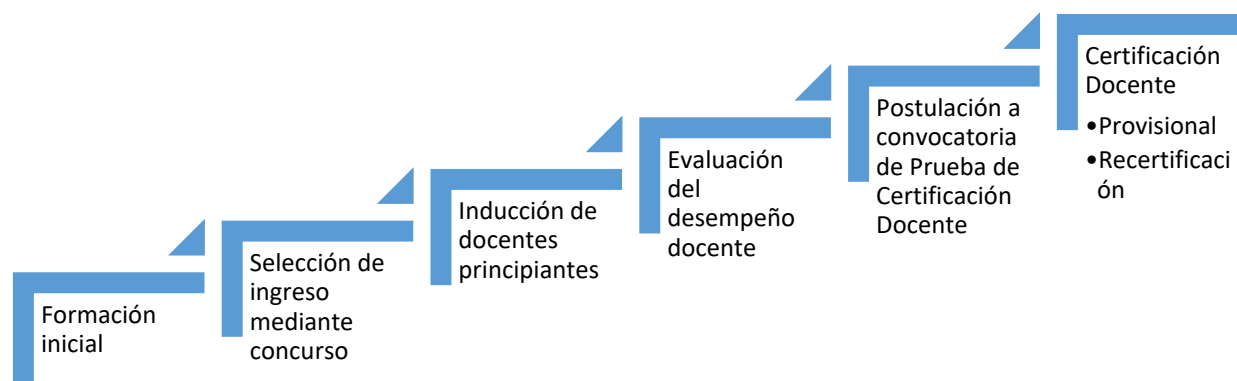 Formación
inicial
Selección de
ingreso
mediante
concurso
Inducción de
docentes
principiantes
Evaluación
del
desempeño
docente
Postulación a
convocatoria
de Prueba de
Certificación
Docente
Certificación
Docente
•Provisional
•Recertificaci
ón